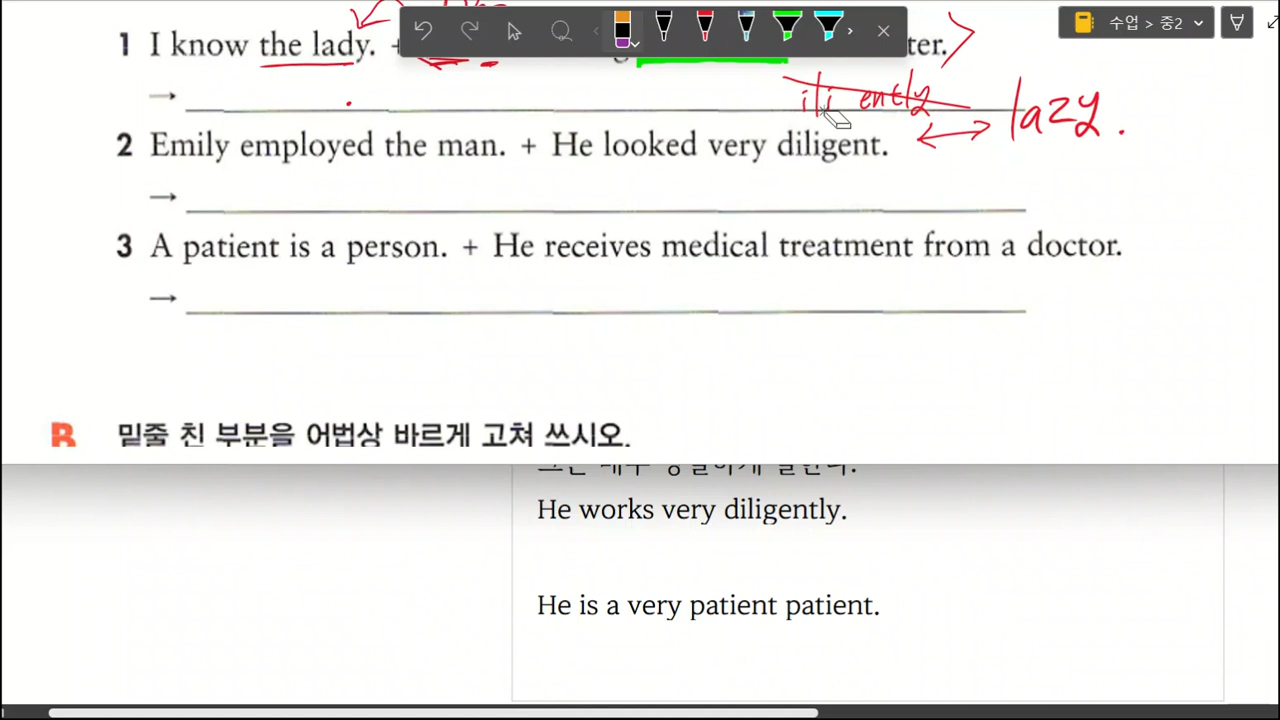 수업 > 중2
1 I know the lady. + ter.
→
ently
lazy.
2 Emily employed the man. + He looked very diligent.
→
3 A patient is a person. + He receives medical treatment from a doctor.
→
B 밑줄 친 부분을 어법상 바르게 고쳐 쓰시오.
He works very diligently.
He is a very patient patient.